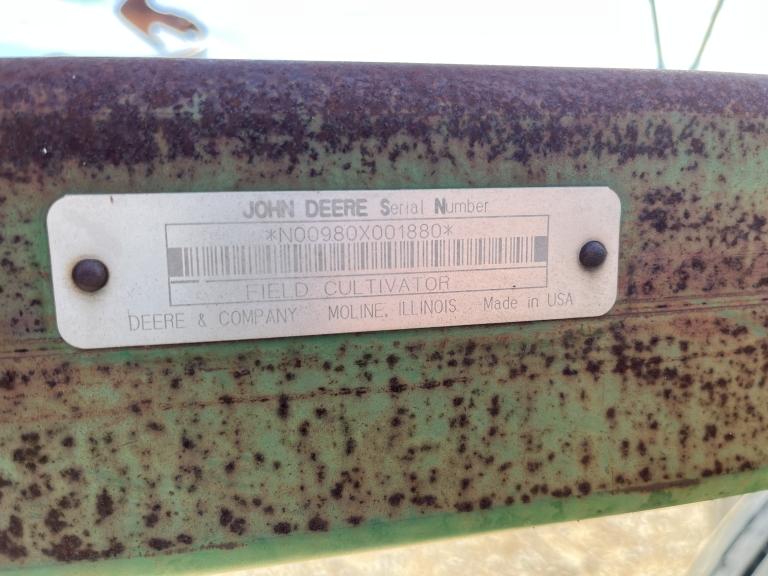 JOHN DEERE Serial Number
*N00980X001880*
FIELD CULTIVATOR
DEERE & COMPANY MOLINE, ILLINOIS Made in USA